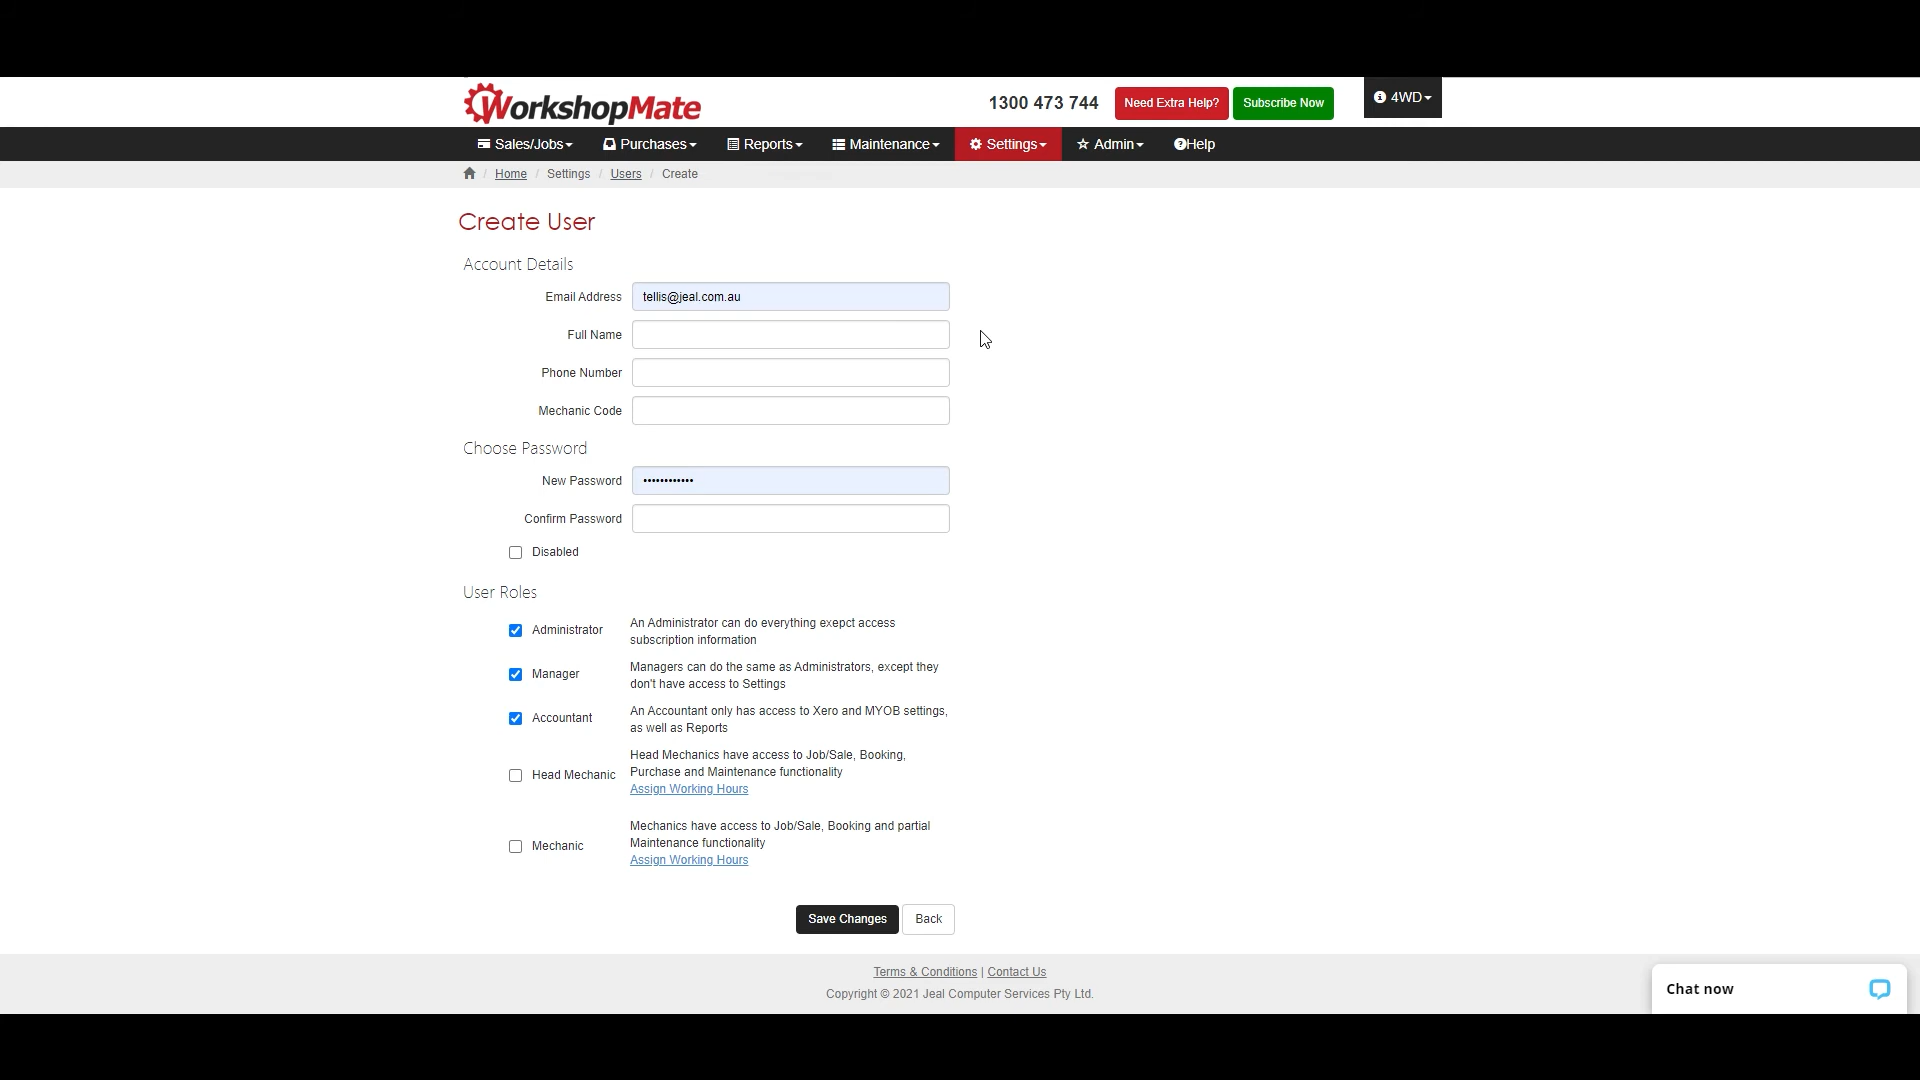 WorkshopMate
1300 473 744
Need Extra Help?
Subscribe Now
4WD
Sales/Jobs
Purchases
Reports
Maintenance
Settings
Admin
Help
Home / Settings / Users / Create
Create User
Account Details
Email Address tellis@jeal.com.au
Full Name
Phone Number
Mechanic Code
Choose Password
New Password ••••••••••••
Confirm Password
Disabled
User Roles
Administrator
An Administrator can do everything exepct access
subscription information
Manager
Managers can do the same as Administrators, except they
don't have access to Settings
Accountant
An Accountant only has access to Xero and MYOB settings,
as well as Reports
Head Mechanic
Head Mechanics have access to Job/Sale, Booking,
Purchase and Maintenance functionality
Assign Working Hours
Mechanic
Mechanics have access to Job/Sale, Booking and partial
Maintenance functionality
Assign Working Hours
Save Changes
Back
Terms & Conditions | Contact Us
Copyright © 2021 Jeal Computer Services Pty Ltd.
Chat now